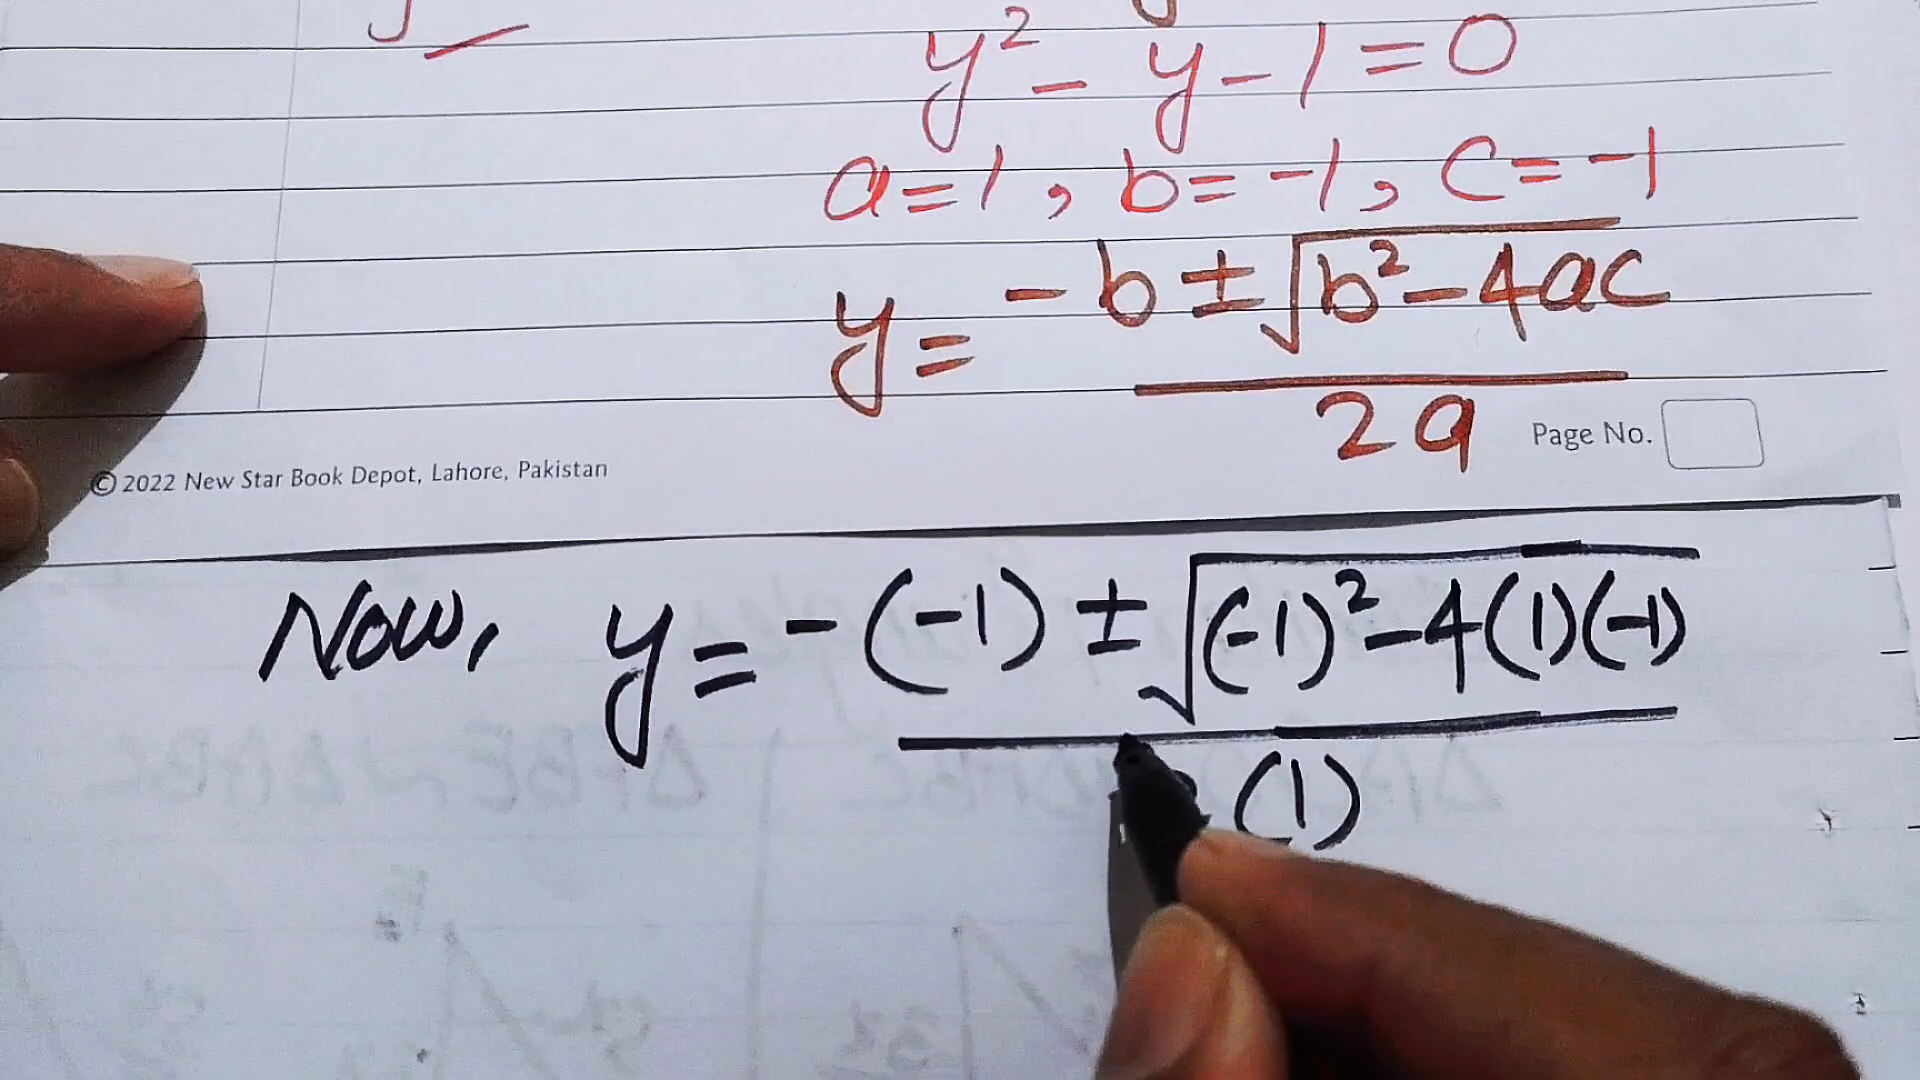 y² - y - 1 = 0
a = 1, b = -1, c = -1
y = -b ± √b² - 4ac
2a
Page No.
© 2022 New Star Book Depot, Lahore, Pakistan
Now, y = -(-1) ± √(-1)² - 4(1)(-1)
(1)